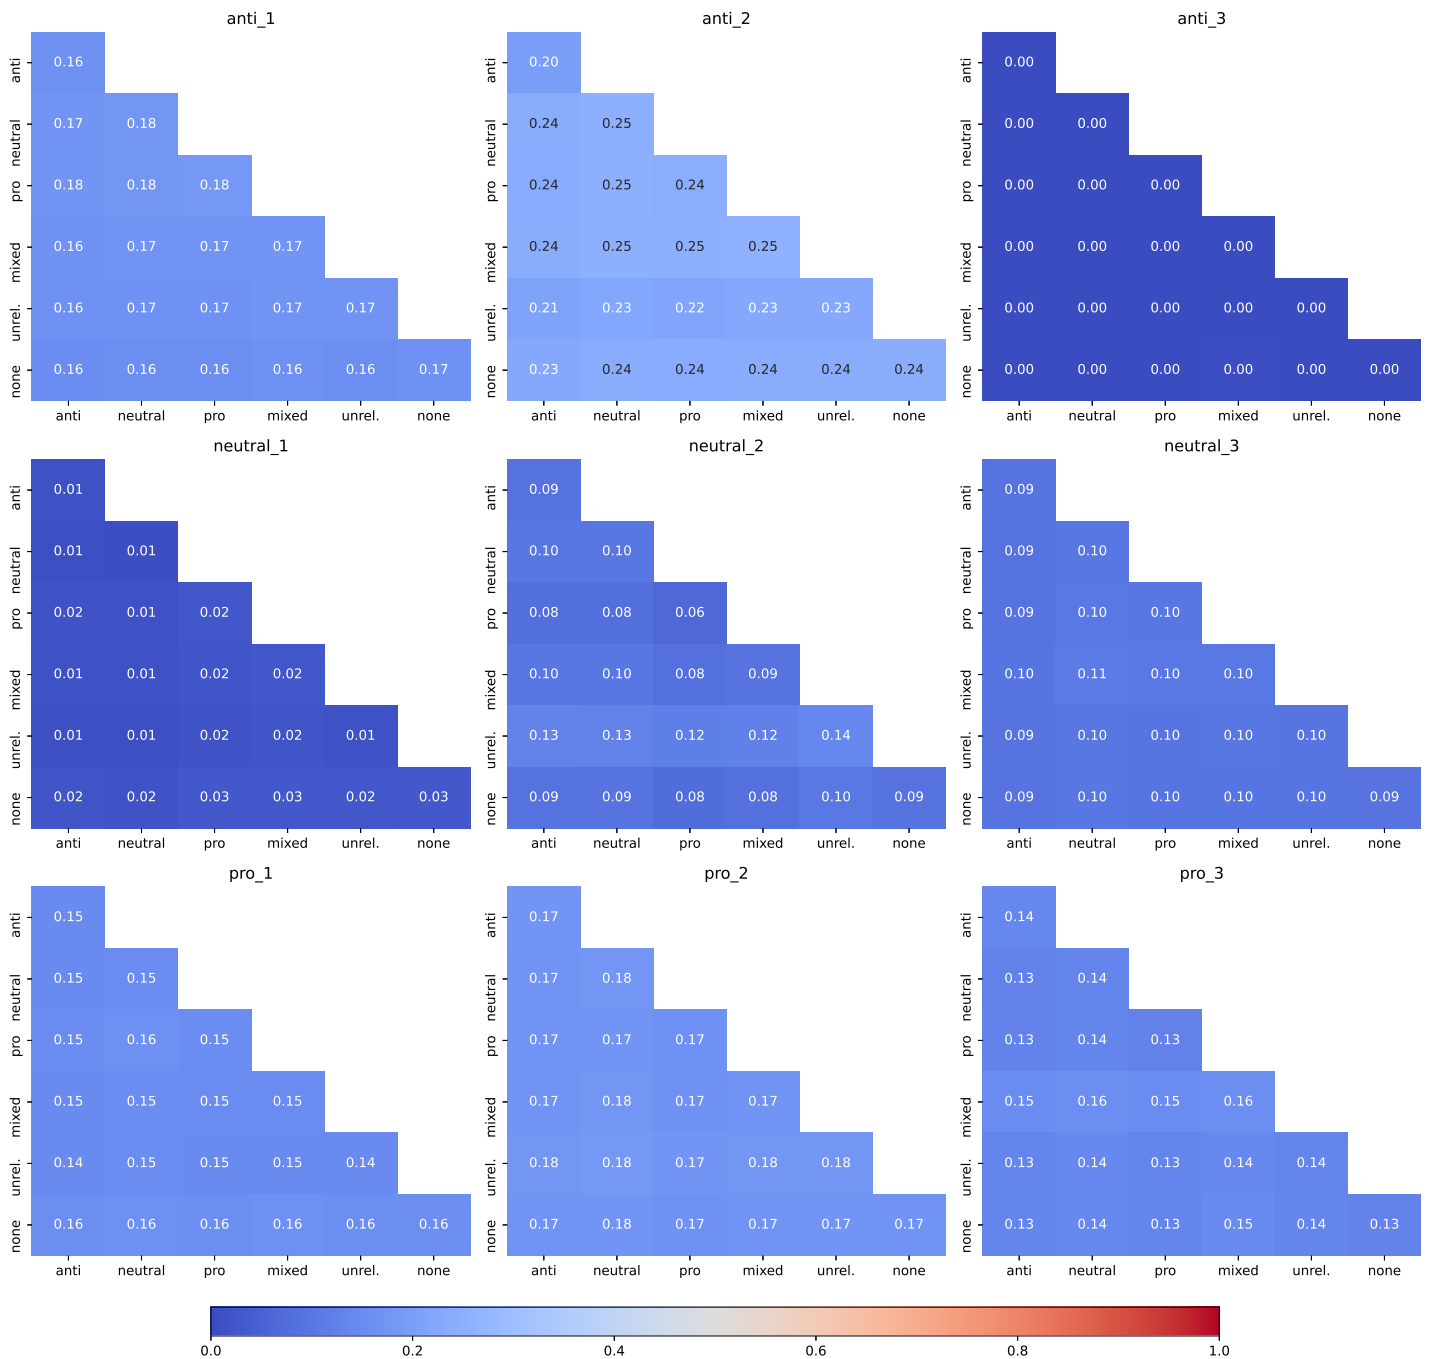 anti_1 anti_2 anti_3
anti 0.16 anti 0.20 anti 0.00
neutral 0.17 0.18 neutral 0.24 0.25 neutral 0.00 0.00
pro 0.18 0.18 0.18 pro 0.24 0.25 0.24 pro 0.00 0.00 0.00
mixed 0.16 0.17 0.17 0.17 mixed 0.24 0.25 0.25 0.25 mixed 0.00 0.00 0.00 0.00
unrel. 0.16 0.17 0.17 0.17 0.17 unrel. 0.21 0.23 0.22 0.23 0.23 unrel. 0.00 0.00 0.00 0.00 0.00
none 0.16 0.16 0.16 0.16 0.16 0.17 none 0.23 0.24 0.24 0.24 0.24 0.24 none 0.00 0.00 0.00 0.00 0.00 0.00
anti neutral pro mixed unrel. none anti neutral pro mixed unrel. none anti neutral pro mixed unrel. none
neutral_1 neutral_2 neutral_3
anti 0.01 anti 0.09 anti 0.09
neutral 0.01 0.01 neutral 0.10 0.10 neutral 0.09 0.10
pro 0.02 0.01 0.02 pro 0.08 0.08 0.06 pro 0.09 0.10 0.10
mixed 0.01 0.01 0.02 0.02 mixed 0.10 0.10 0.08 0.09 mixed 0.10 0.11 0.10 0.10
unrel. 0.01 0.01 0.02 0.02 0.01 unrel. 0.13 0.13 0.12 0.12 0.14 unrel. 0.09 0.10 0.10 0.10 0.10
none 0.02 0.02 0.03 0.03 0.02 0.03 none 0.09 0.09 0.08 0.08 0.10 0.09 none 0.09 0.10 0.10 0.10 0.10 0.09
anti neutral pro mixed unrel. none anti neutral pro mixed unrel. none anti neutral pro mixed unrel. none
pro_1 pro_2 pro_3
anti 0.15 anti 0.17 anti 0.14
neutral 0.15 0.15 neutral 0.17 0.18 neutral 0.13 0.14
pro 0.15 0.16 0.15 pro 0.17 0.17 0.17 pro 0.13 0.14 0.13
mixed 0.15 0.15 0.15 0.15 mixed 0.17 0.18 0.17 0.17 mixed 0.15 0.16 0.15 0.16
unrel. 0.14 0.15 0.15 0.15 0.14 unrel. 0.18 0.18 0.17 0.18 0.18 unrel. 0.13 0.14 0.13 0.14 0.14
none 0.16 0.16 0.16 0.16 0.16 0.16 none 0.17 0.18 0.17 0.17 0.17 0.17 none 0.13 0.14 0.13 0.15 0.14 0.13
anti neutral pro mixed unrel. none anti neutral pro mixed unrel. none anti neutral pro mixed unrel. none
0.0 0.2 0.4 0.6 0.8 1.0